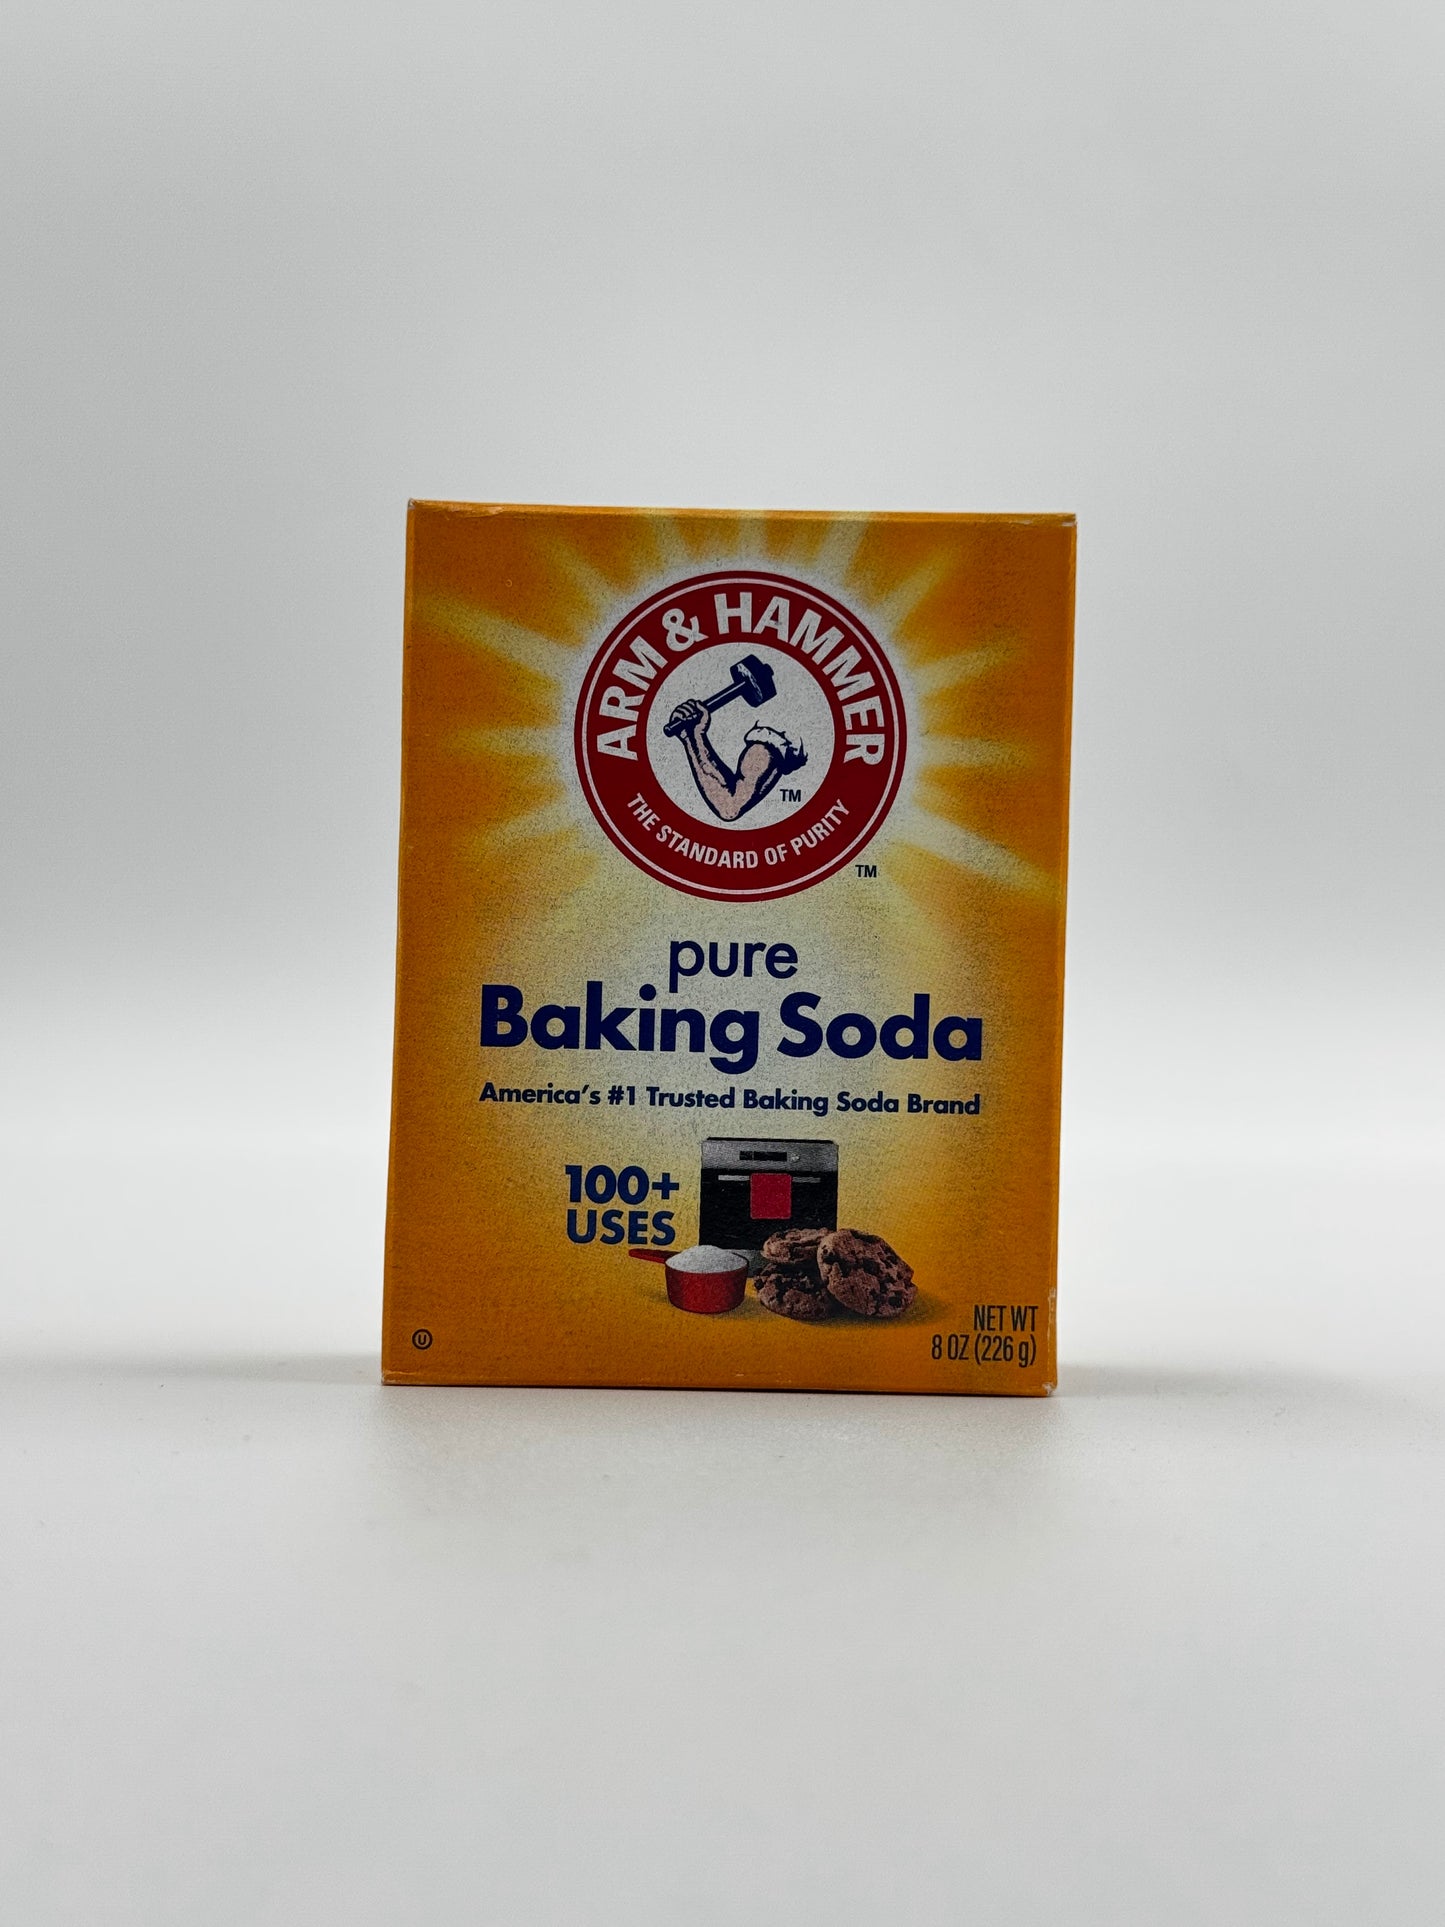 ARM & HAMMER
TM
THE STANDARD OF PURITY
TM
pure
Baking Soda
America's #1 Trusted Baking Soda Brand
100+
USES
U
NET WT
8 OZ (226 g)